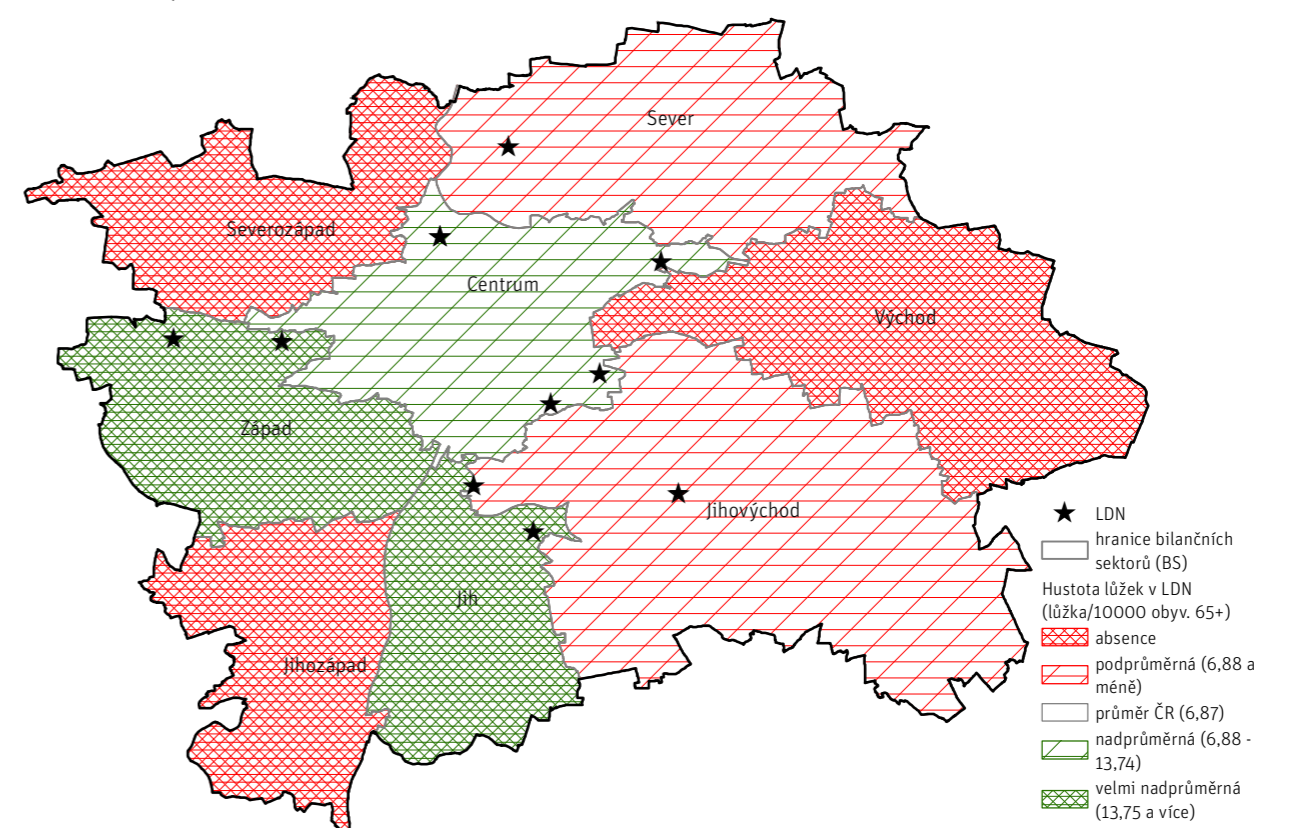 Sever
Severozápad
Centrum
Východ
Západ
Jihovýchod
Jih
Jihozápad
LDN
hranice bilančních
sektorů (BS)
Hustota lůžek v LDN
(lůžka/10000 obyv. 65+)
absence
podprůměrná (6,88 a
méně)
průměr ČR (6,87)
nadprůměrná (6,88 -
13,74)
velmi nadprůměrná
(13,75 a více)